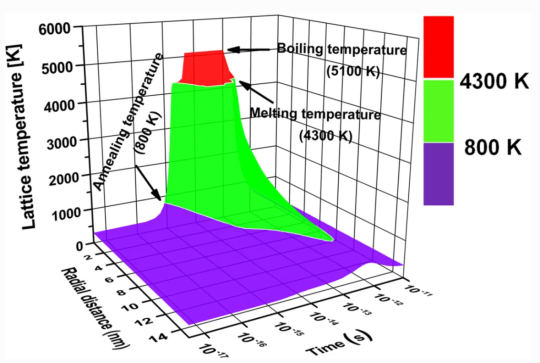 6000
5000
4000
3000
2000
1000
0
Lattice temperature [K]
Annealing temperature
(800 K)
Boiling temperature
(5100 K)
Melting temperature
(4300 K)
4300 K
800 K
2
4
6
8
10
12
14
Radial distance (nm)
10⁻¹⁷
10⁻¹⁶
10⁻¹⁵
10⁻¹⁴
10⁻¹³
10⁻¹²
10⁻¹¹
Time (s)